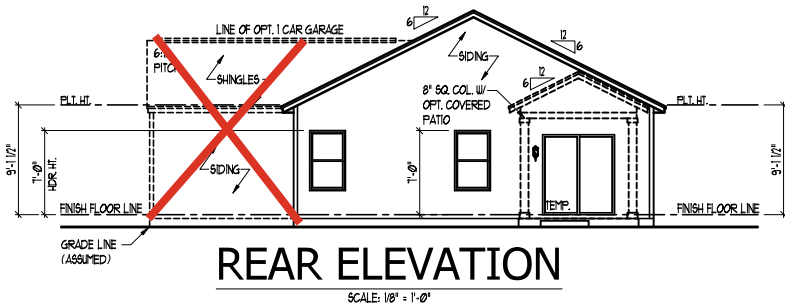 LINE OF OPT. 1 CAR GARAGE
12
6
12
6
PITCH
SHINGLES
SIDING
12
6
8" SQ. COL. W/
OPT. COVERED
PATIO
PLT. HT.
PLT. HT.
9'-1 1/2"
7'-0"
HDR. HT.
SIDING
7'-0"
9'-1 1/2"
TEMP.
FINISH FLOOR LINE
FINISH FLOOR LINE
GRADE LINE
(ASSUMED)
REAR ELEVATION
SCALE: 1/8" = 1'-0"